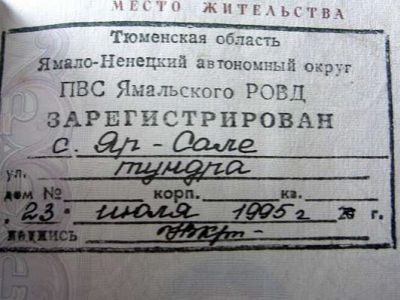 МЕСТО ЖИТЕЛЬСТВА
Тюменская область
Ямало-Ненецкий автономный округ
ПВС Ямальского РОВД
ЗАРЕГИСТРИРОВАН
с. Яр-Сале
ул. тундра
дом № корп. кв.
23 июля 1995 г г.
подпись